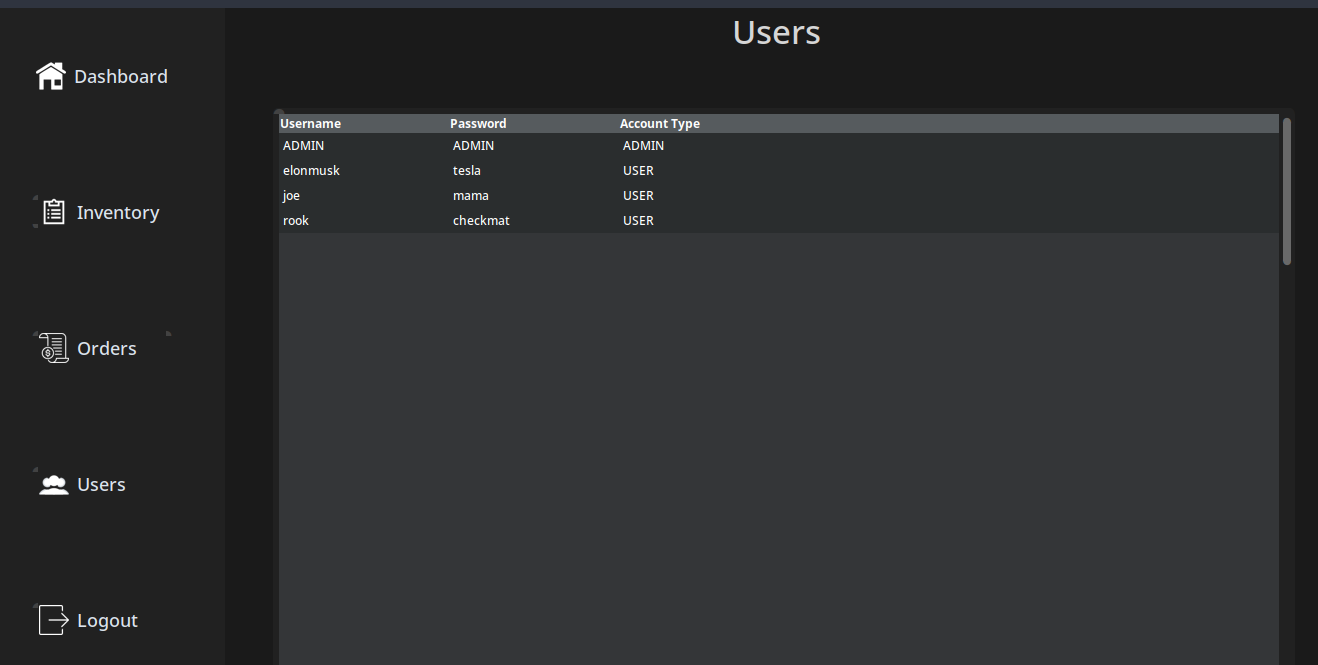 Users
Dashboard
Inventory
Orders
Users
Logout
Username Password Account Type
ADMIN ADMIN ADMIN
elonmusk tesla USER
joe mama USER
rook checkmat USER